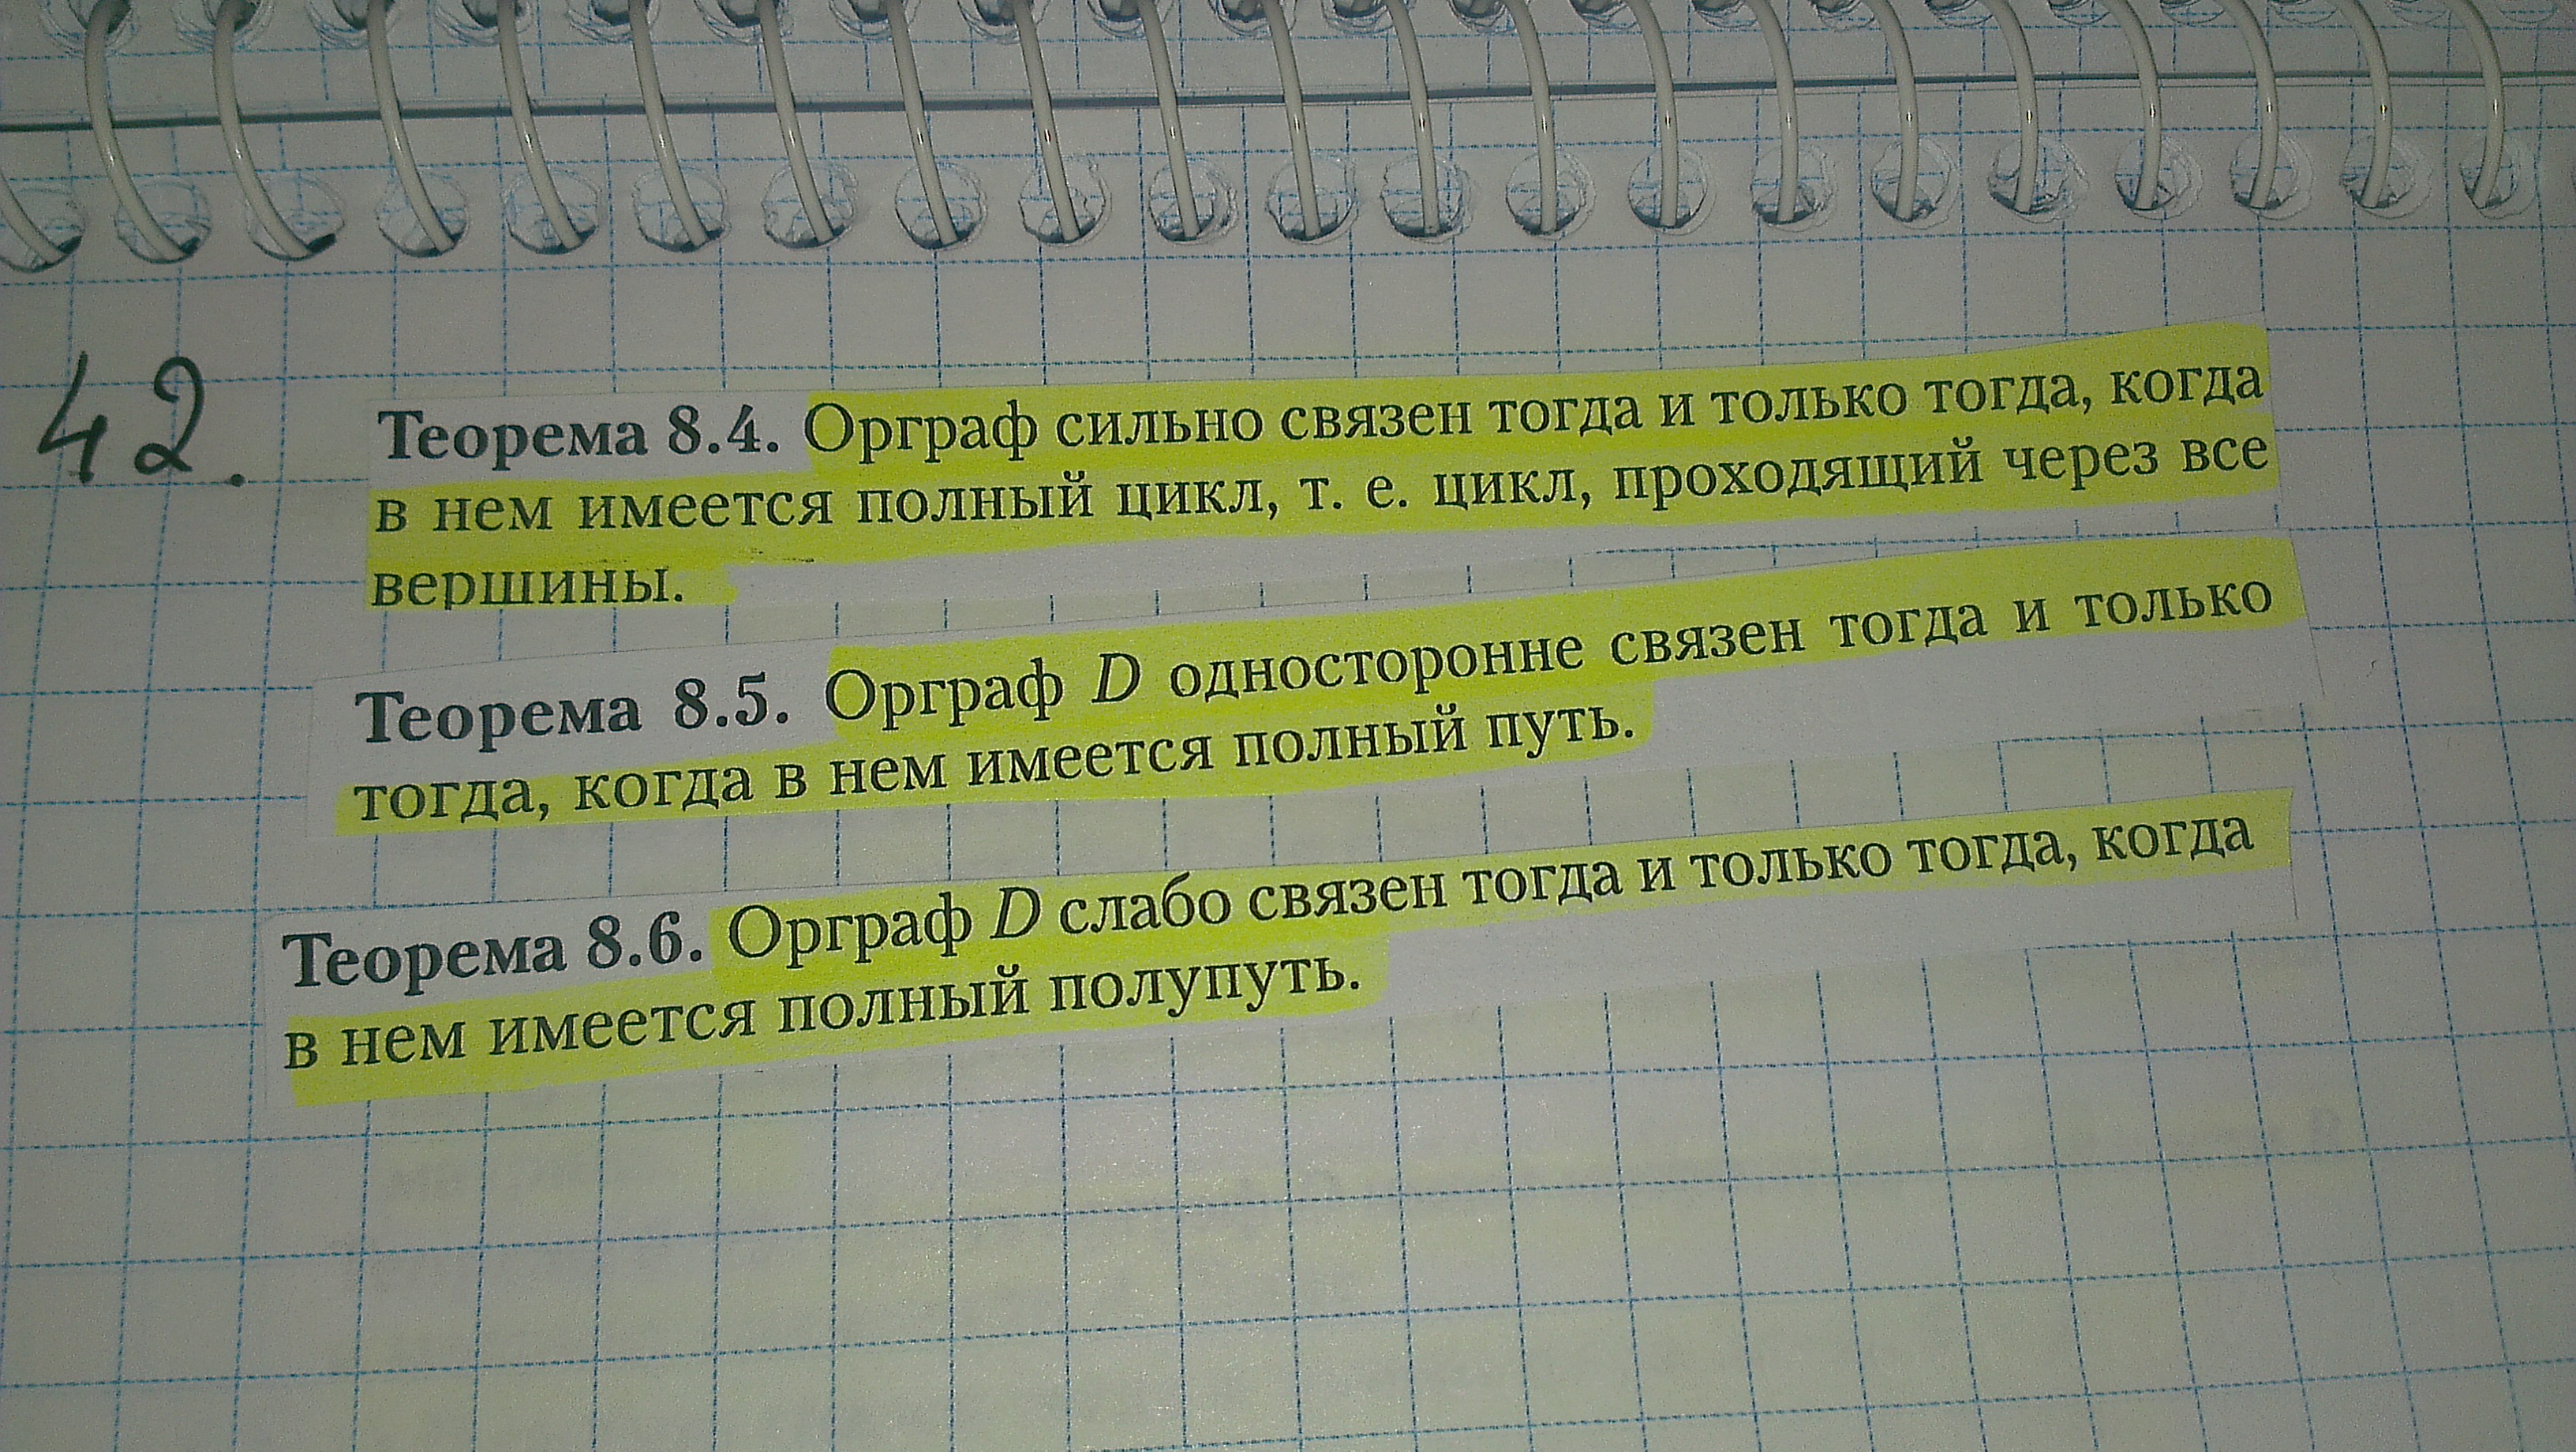 42.
Теорема 8.4. Орграф сильно связен тогда и только тогда, когда
в нем имеется полный цикл, т. е. цикл, проходящий через все
вершины.
Теорема 8.5. Орграф D односторонне связен тогда и только
тогда, когда в нем имеется полный путь.
Теорема 8.6. Орграф D слабо связен тогда и только тогда, когда
в нем имеется полный полупуть.